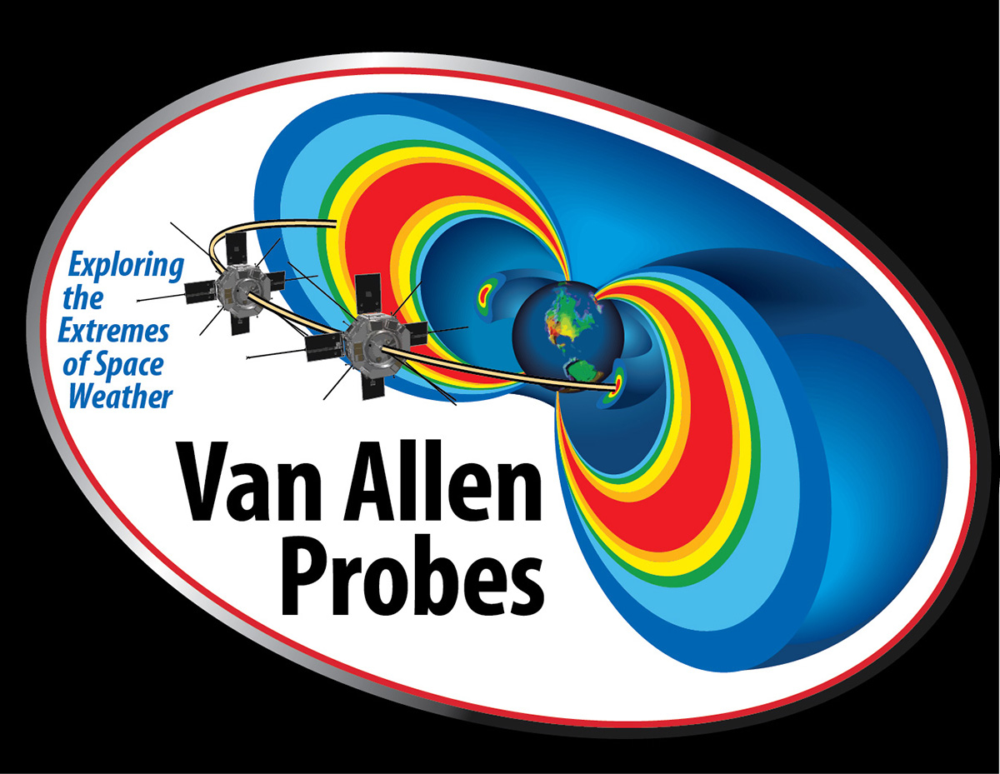 Exploring
the
Extremes
of Space
Weather
Van Allen
Probes